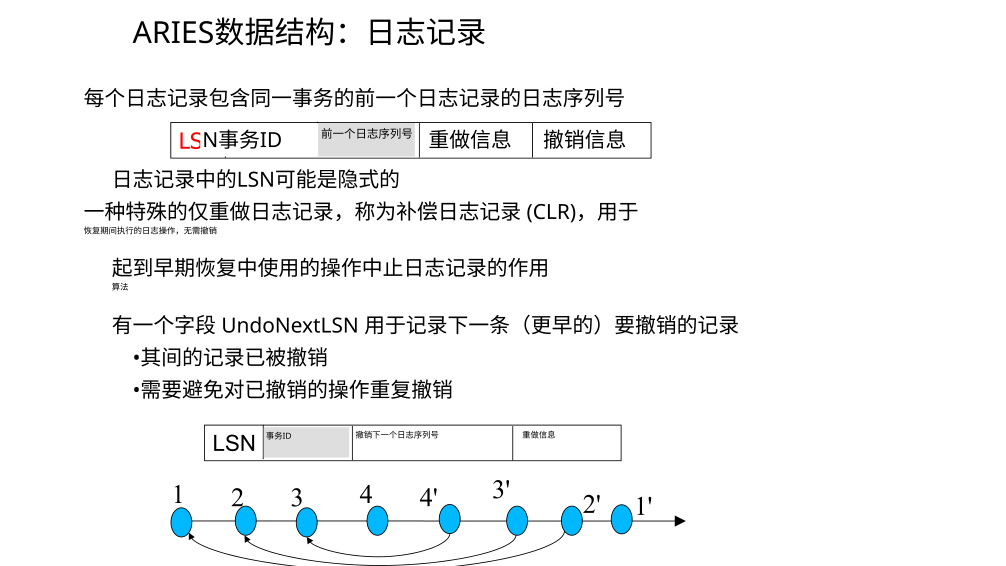 ARIES数据结构：日志记录
每个日志记录包含同一事务的前一个日志记录的日志序列号
LSN事务ID 前一个日志序列号 重做信息 撤销信息
日志记录中的LSN可能是隐式的
一种特殊的仅重做日志记录，称为补偿日志记录 (CLR)，用于
恢复期间执行的日志操作，无需撤销
起到早期恢复中使用的操作中止日志记录的作用
算法
有一个字段 UndoNextLSN 用于记录下一条（更早的）要撤销的记录
•其间的记录已被撤销
•需要避免对已撤销的操作重复撤销
LSN 事务ID 撤销下一个日志序列号 重做信息
1 2 3 4 4' 3' 2' 1'